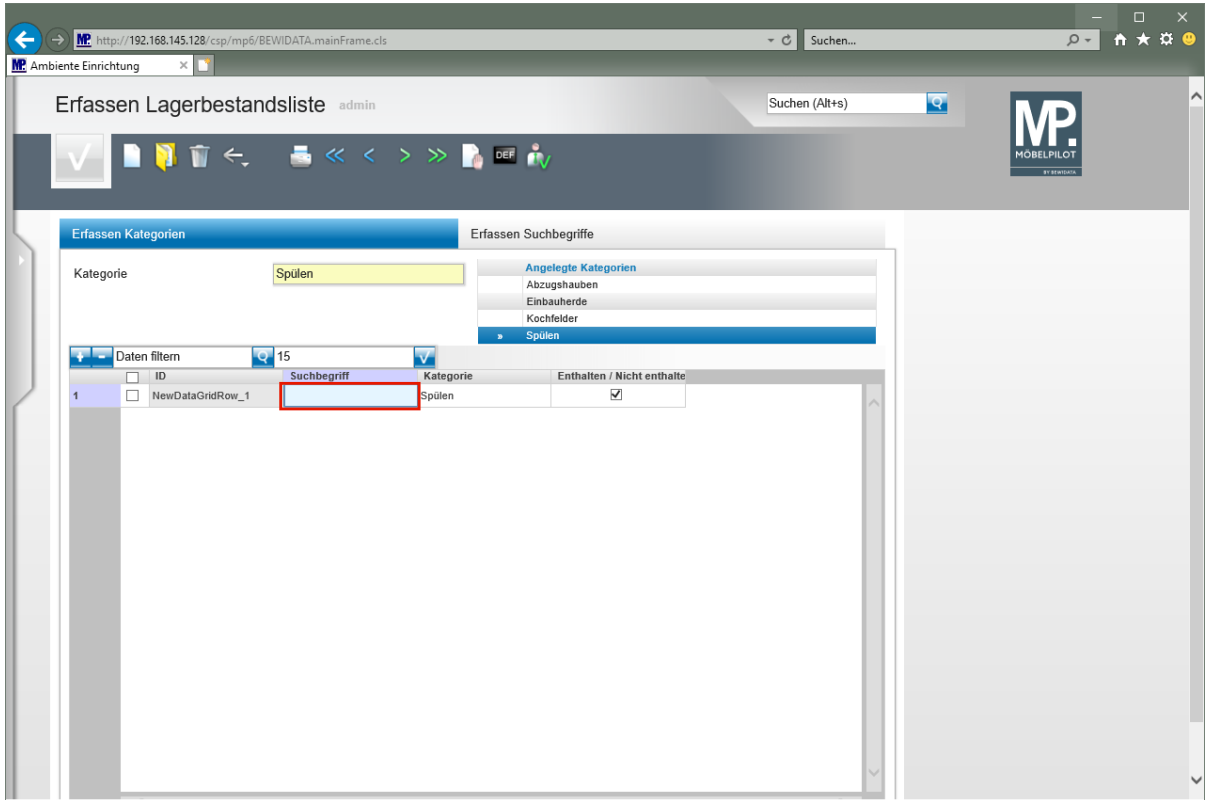 http://192.168.145.128/csp/mp6/BEWIDATA.mainFrame.cls
Suchen...
MP. Ambiente Einrichtung
Erfassen Lagerbestandsliste admin
Suchen (Alt+s)
MP.
MÖBELPILOT
BY BEWIDATA
DEF
Erfassen Kategorien
Erfassen Suchbegriffe
Kategorie
Spülen
Angelegte Kategorien
Abzugshauben
Einbauherde
Kochfelder
» Spülen
Daten filtern
15
ID Suchbegriff Kategorie Enthalten / Nicht enthalte
1 NewDataGridRow_1 Spülen